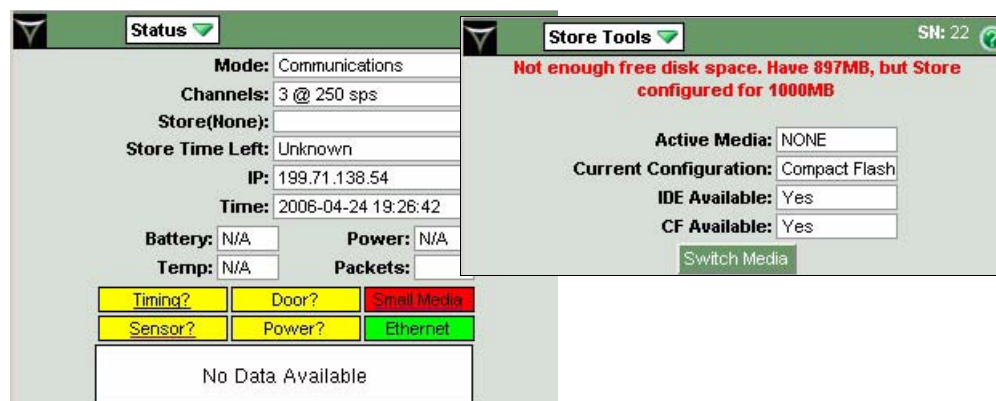 Status
Mode: Communications
Channels: 3 @ 250 sps
Store(None):
Store Time Left: Unknown
IP: 199.71.138.54
Time: 2006-04-24 19:26:42
Battery: N/A Power: N/A
Temp: N/A Packets:
Timing? Door? Small Media
Sensor? Power? Ethernet
No Data Available
Store Tools SN: 22 ?
Not enough free disk space. Have 897MB, but Store
configured for 1000MB
Active Media: NONE
Current Configuration: Compact Flash
IDE Available: Yes
CF Available: Yes
Switch Media